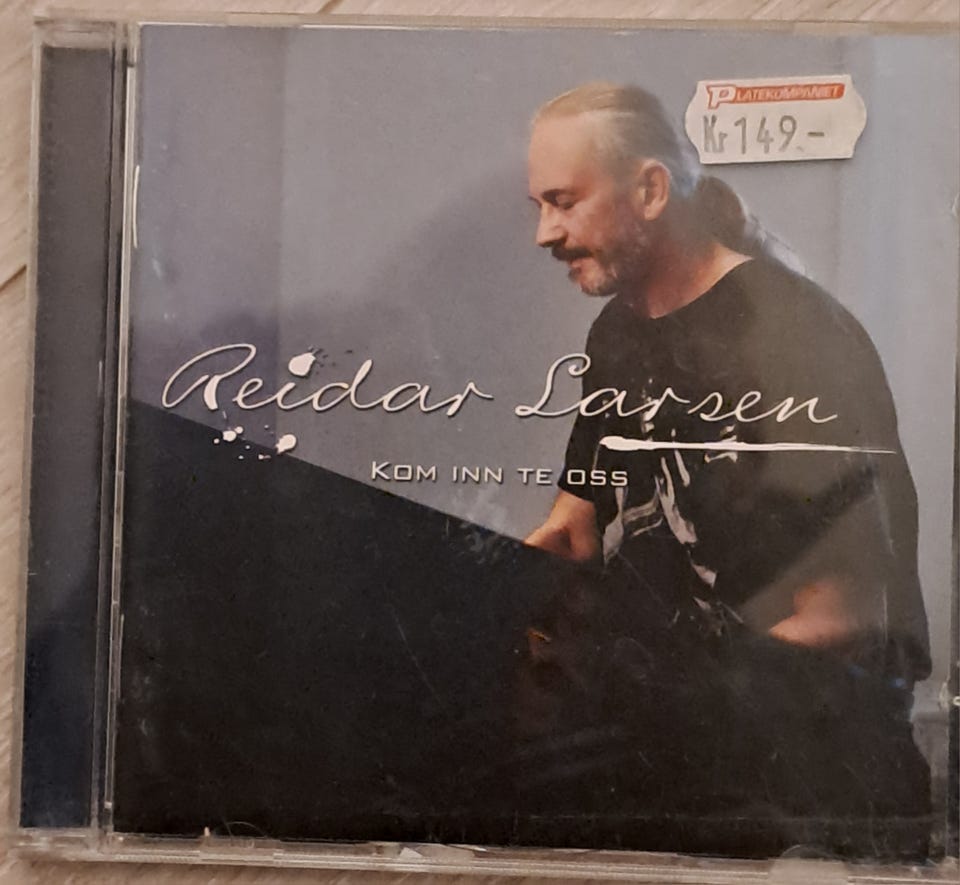 PLATEKOMPANIET
Kr 149.-
Reidar Larsen
KOM INN TE OSS